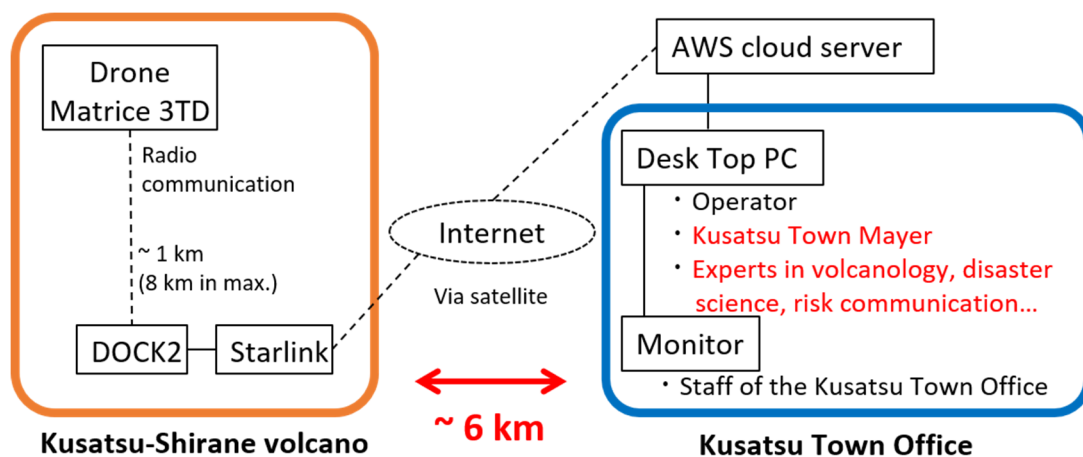 Drone
Matrice 3TD
Radio
communication
~ 1 km
(8 km in max.)
DOCK2
Starlink
Kusatsu-Shirane volcano
Internet
Via satellite
~ 6 km
AWS cloud server
Desk Top PC
・Operator
・Kusatsu Town Mayer
・Experts in volcanology, disaster
science, risk communication...
Monitor
・Staff of the Kusatsu Town Office
Kusatsu Town Office